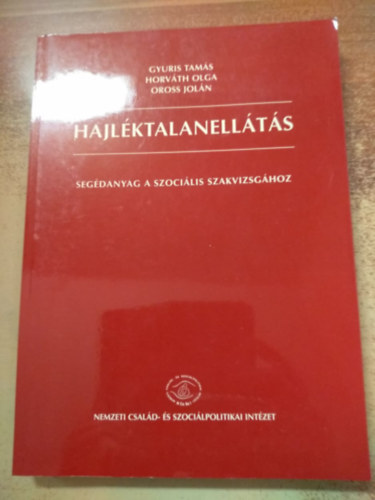 GYURIS TAMÁS
HORVÁTH OLGA
OROSS JOLÁN
HAJLÉKTALANELLÁTÁS
SEGÉDANYAG A SZOCIÁLIS SZAKVIZSGÁHOZ
NEMZETI CSALÁD- ÉS SZOCIÁLPOLITIKAI INTÉZET